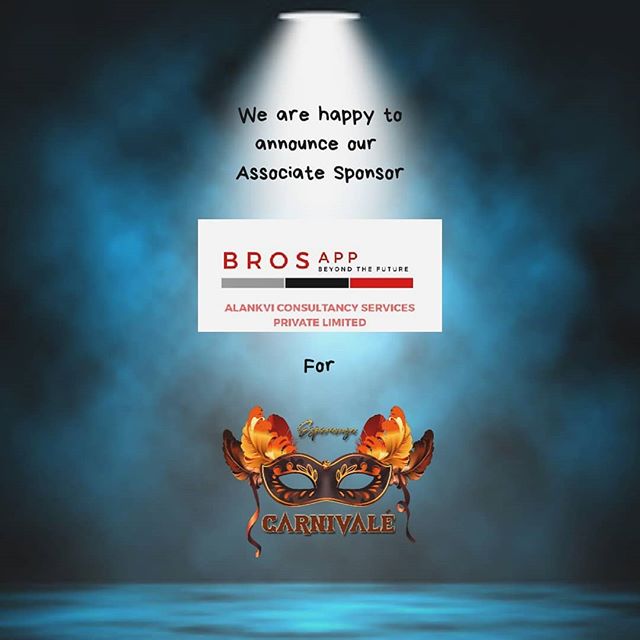 We are happy to
announce our
Associate Sponsor
BROS APP
BEYOND THE FUTURE
ALANKVI CONSULTANCY SERVICES
PRIVATE LIMITED
For
CARNIVALÉ